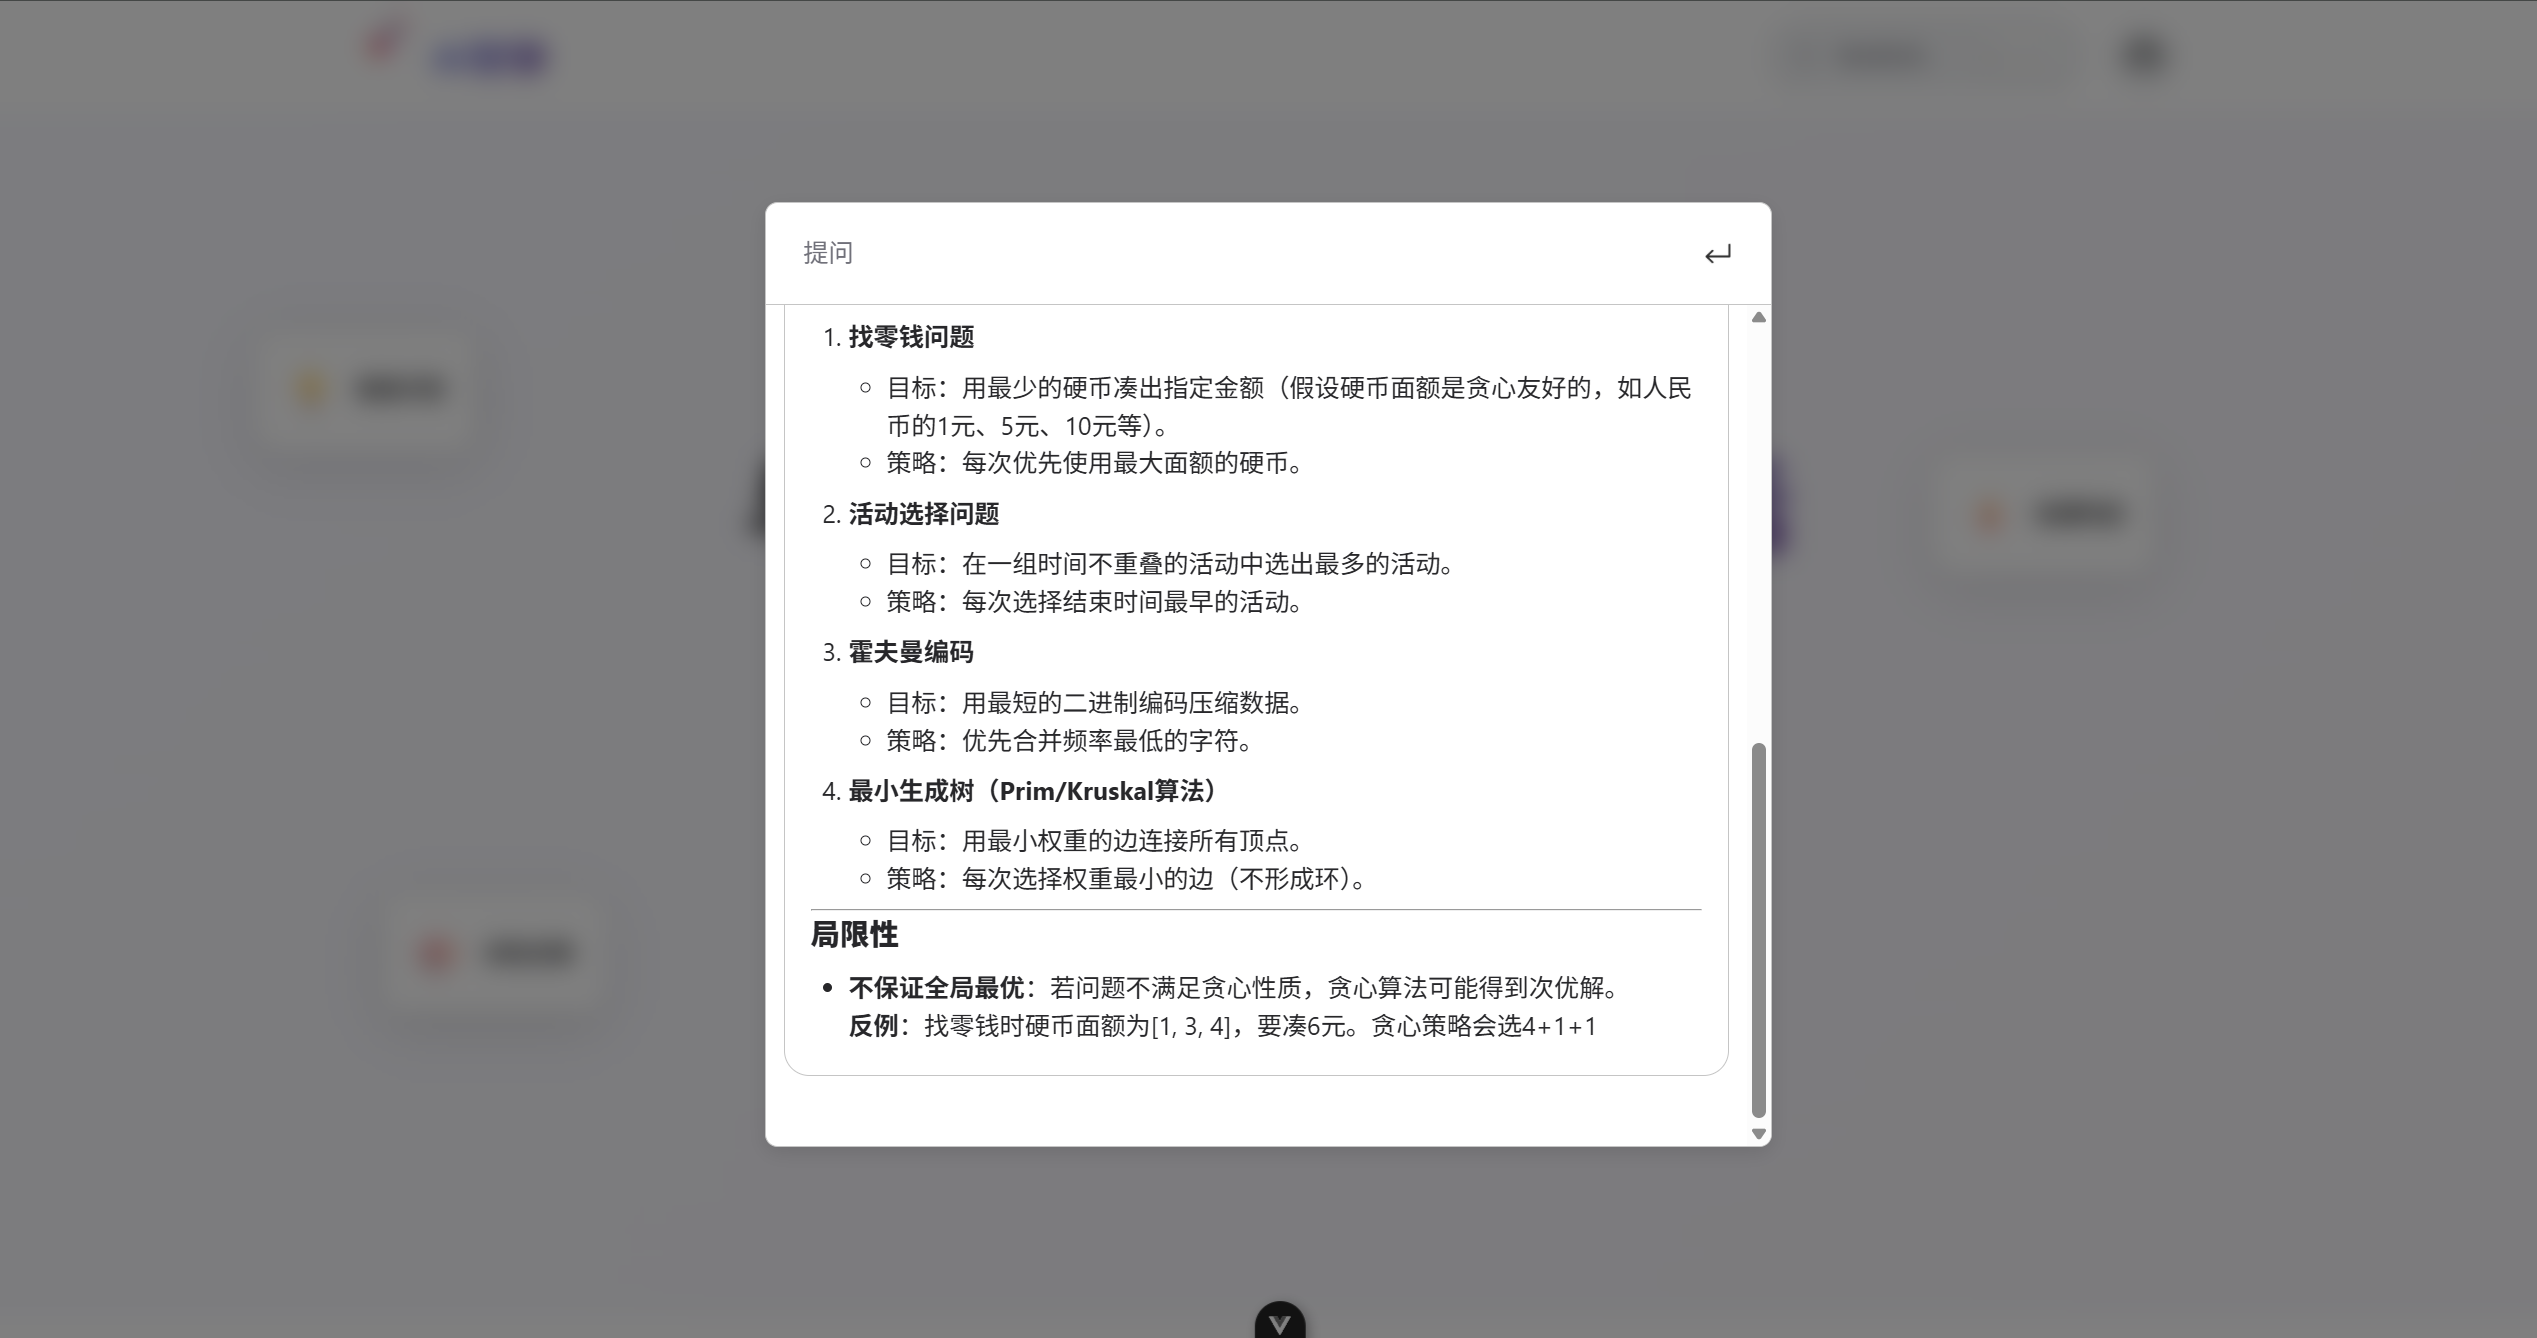 提问
1. 找零钱问题
目标：用最少的硬币凑出指定金额（假设硬币面额是贪心友好的，如人民
币的1元、5元、10元等）。
策略：每次优先使用最大面额的硬币。
2. 活动选择问题
目标：在一组时间不重叠的活动中选出最多的活动。
策略：每次选择结束时间最早的活动。
3. 霍夫曼编码
目标：用最短的二进制编码压缩数据。
策略：优先合并频率最低的字符。
4. 最小生成树（Prim/Kruskal算法）
目标：用最小权重的边连接所有顶点。
策略：每次选择权重最小的边（不形成环）。
局限性
不保证全局最优：若问题不满足贪心性质，贪心算法可能得到次优解。
反例：找零钱时硬币面额为[1, 3, 4]，要凑6元。贪心策略会选4+1+1